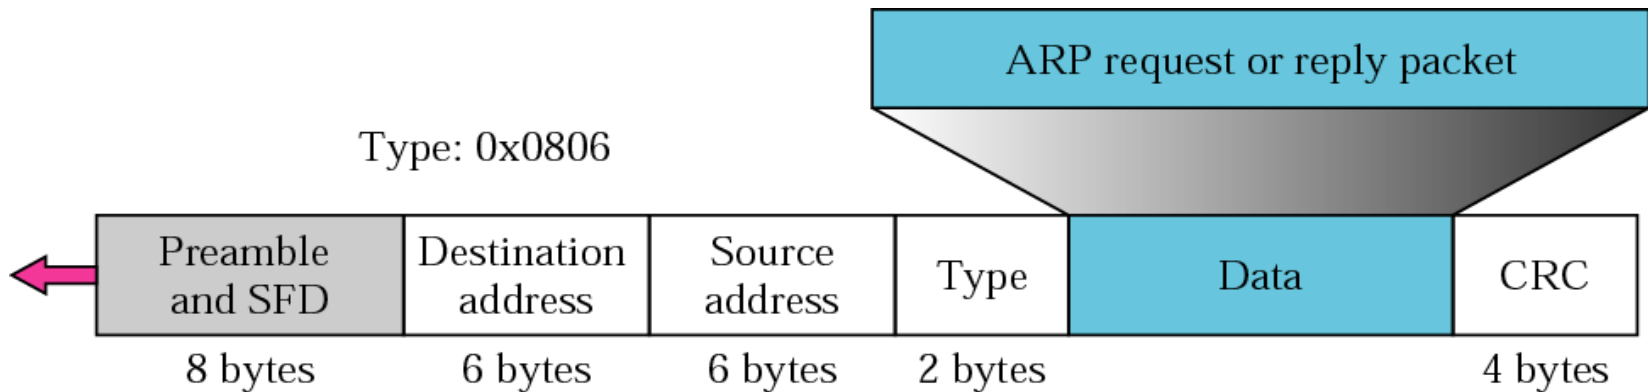 ARP request or reply packet
Type: 0x0806
Preamble
and SFD
Destination
address
Source
address
Type
Data
CRC
8 bytes
6 bytes
6 bytes
2 bytes
4 bytes